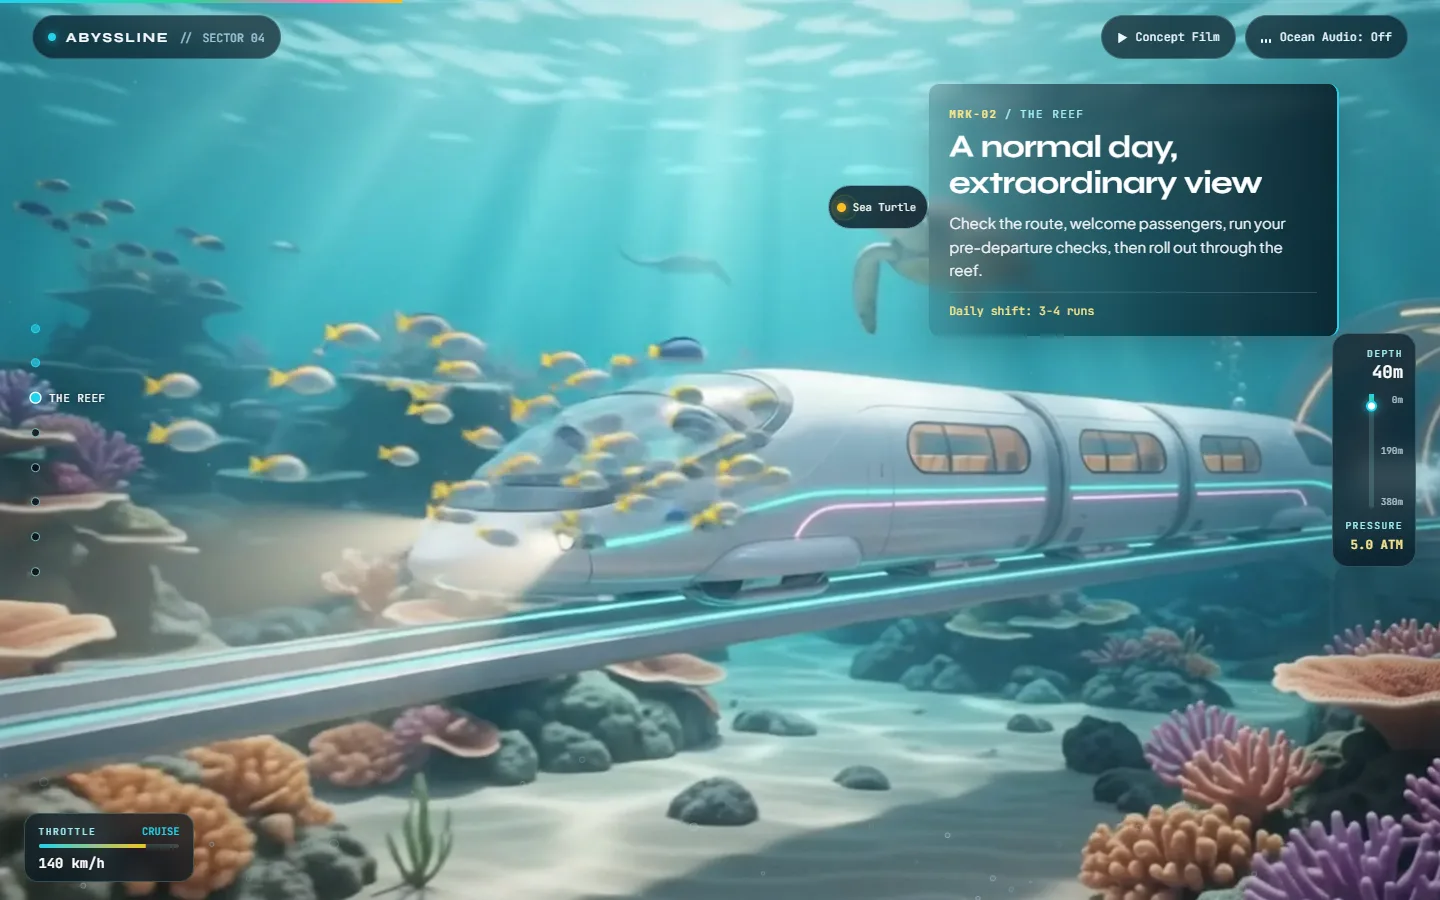 ABYSSLINE // SECTOR 04
Concept Film
Ocean Audio: Off
MRK-02 / THE REEF
A normal day,
extraordinary view
Check the route, welcome passengers, run your
pre-departure checks, then roll out through the
reef.
Daily shift: 3-4 runs
Sea Turtle
THE REEF
DEPTH
40m
0m
190m
380m
PRESSURE
5.0 ATM
THROTTLE CRUISE
140 km/h